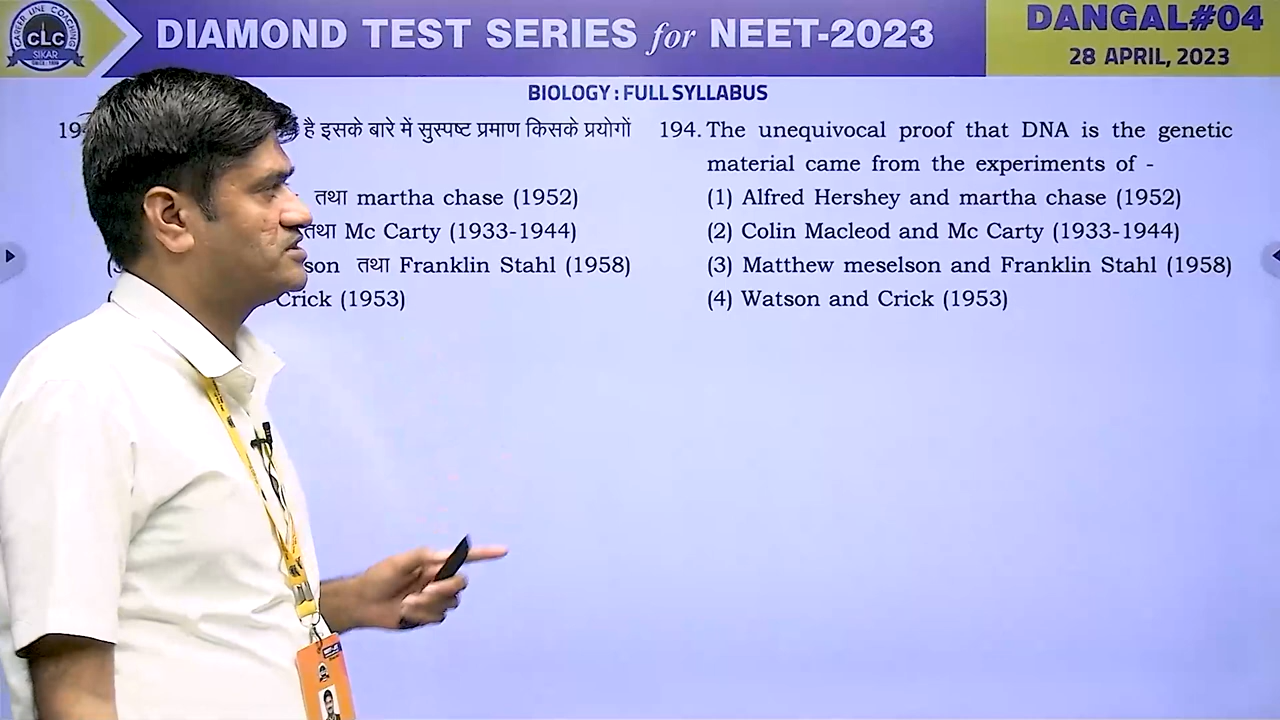 CAREER LINE COACHING
CLC
SIKAR
DIAMOND TEST SERIES for NEET-2023
DANGAL#04
28 APRIL, 2023
BIOLOGY : FULL SYLLABUS
है इसके बारे में सुस्पष्ट प्रमाण किसके प्रयोगों
तथा martha chase (1952)
तथा Mc Carty (1933-1944)
तथा Franklin Stahl (1958)
Crick (1953)
194. The unequivocal proof that DNA is the genetic
material came from the experiments of -
(1) Alfred Hershey and martha chase (1952)
(2) Colin Macleod and Mc Carty (1933-1944)
(3) Matthew meselson and Franklin Stahl (1958)
(4) Watson and Crick (1953)